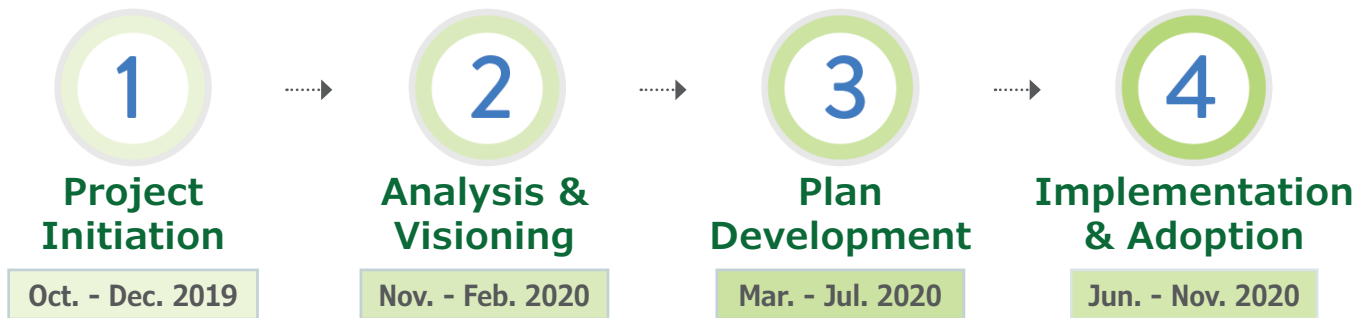 1
Project
Initiation
Oct. - Dec. 2019
2
Analysis &
Visioning
Nov. - Feb. 2020
3
Plan
Development
Mar. - Jul. 2020
4
Implementation
& Adoption
Jun. - Nov. 2020